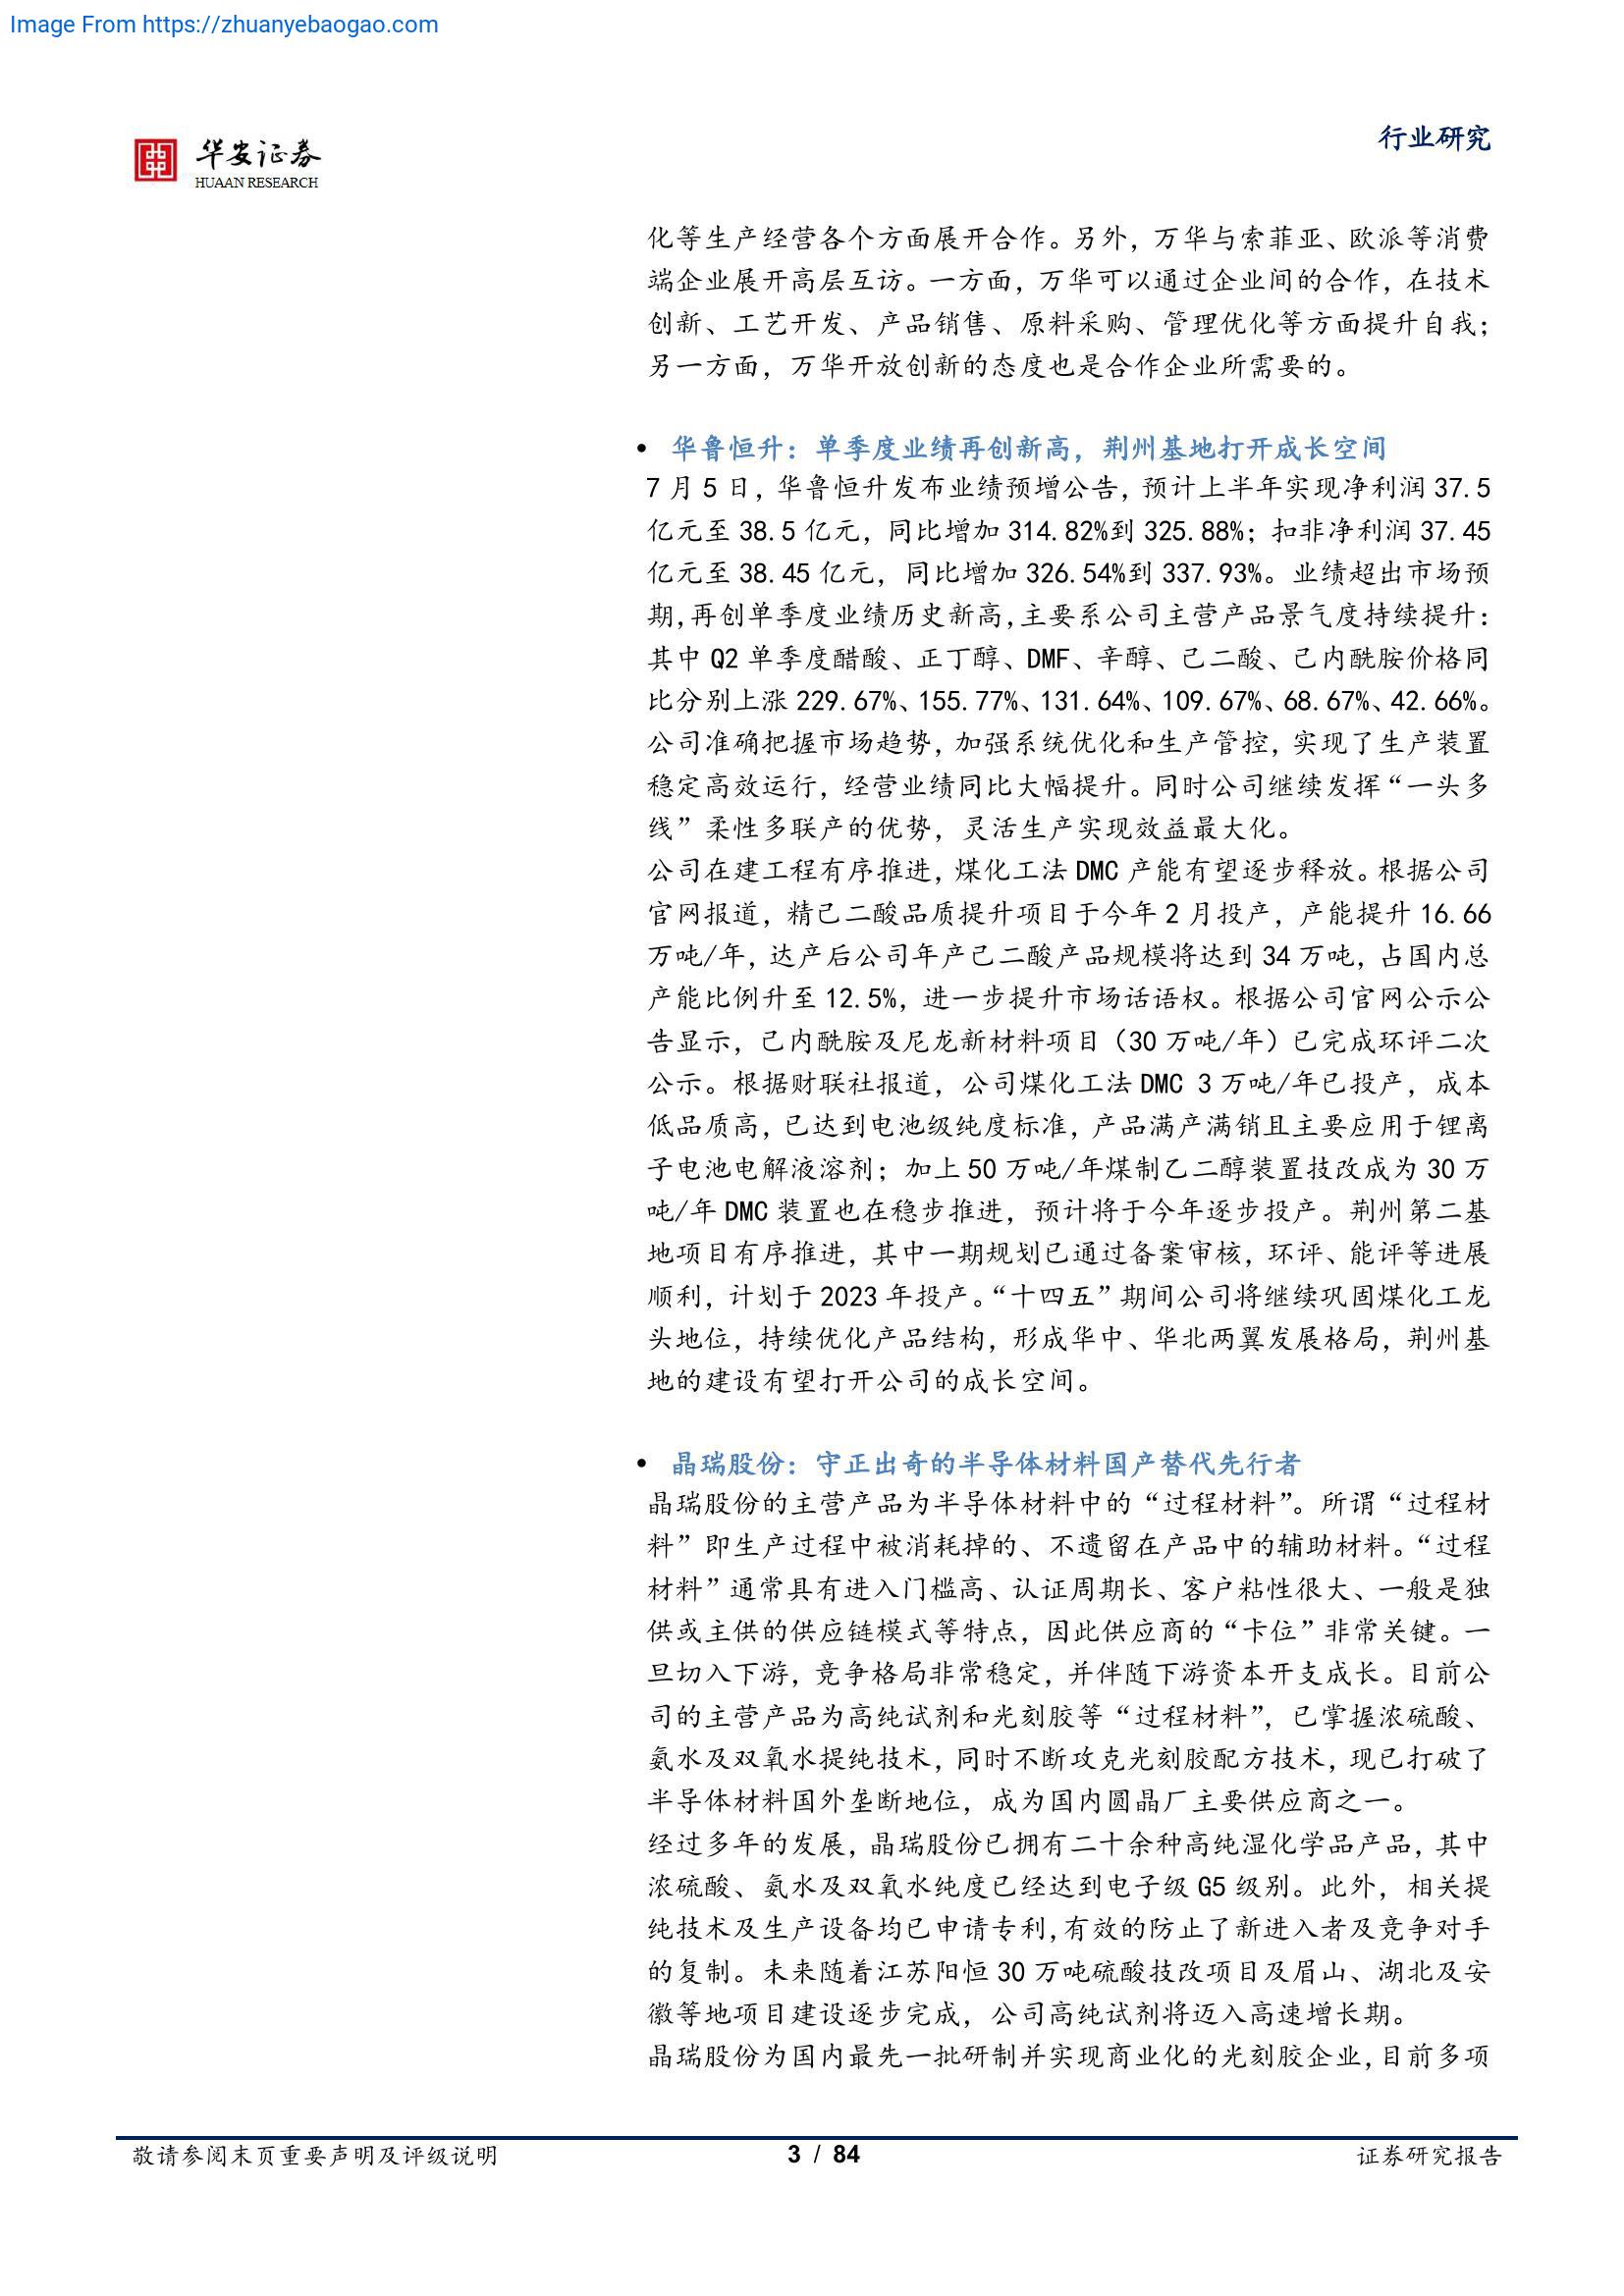 Image From https://zhuanyebaogao.com
华安证券
HUAAN RESEARCH
行业研究
化等生产经营各个方面展开合作。另外，万华与索菲亚、欧派等消费
端企业展开高层互访。一方面，万华可以通过企业间的合作，在技术
创新、工艺开发、产品销售、原料采购、管理优化等方面提升自我；
另一方面，万华开放创新的态度也是合作企业所需要的。
• 华鲁恒升：单季度业绩再创新高，荆州基地打开成长空间
7 月 5 日，华鲁恒升发布业绩预增公告，预计上半年实现净利润 37.5
亿元至 38.5 亿元，同比增加 314.82%到 325.88%；扣非净利润 37.45
亿元至 38.45 亿元，同比增加 326.54%到 337.93%。业绩超出市场预
期,再创单季度业绩历史新高,主要系公司主营产品景气度持续提升：
其中 Q2 单季度醋酸、正丁醇、DMF、辛醇、己二酸、己内酰胺价格同
比分别上涨 229.67%、155.77%、131.64%、109.67%、68.67%、42.66%。
公司准确把握市场趋势，加强系统优化和生产管控，实现了生产装置
稳定高效运行，经营业绩同比大幅提升。同时公司继续发挥“一头多
线”柔性多联产的优势，灵活生产实现效益最大化。
公司在建工程有序推进，煤化工法 DMC 产能有望逐步释放。根据公司
官网报道，精己二酸品质提升项目于今年 2 月投产，产能提升 16.66
万吨/年，达产后公司年产己二酸产品规模将达到 34 万吨，占国内总
产能比例升至 12.5%，进一步提升市场话语权。根据公司官网公示公
告显示，己内酰胺及尼龙新材料项目（30 万吨/年）已完成环评二次
公示。根据财联社报道，公司煤化工法 DMC 3 万吨/年已投产，成本
低品质高，已达到电池级纯度标准，产品满产满销且主要应用于锂离
子电池电解液溶剂；加上 50 万吨/年煤制乙二醇装置技改成为 30 万
吨/年 DMC 装置也在稳步推进，预计将于今年逐步投产。荆州第二基
地项目有序推进，其中一期规划已通过备案审核，环评、能评等进展
顺利，计划于 2023 年投产。“十四五”期间公司将继续巩固煤化工龙
头地位，持续优化产品结构，形成华中、华北两翼发展格局，荆州基
地的建设有望打开公司的成长空间。
• 晶瑞股份：守正出奇的半导体材料国产替代先行者
晶瑞股份的主营产品为半导体材料中的“过程材料”。所谓“过程材
料”即生产过程中被消耗掉的、不遗留在产品中的辅助材料。“过程
材料”通常具有进入门槛高、认证周期长、客户粘性很大、一般是独
供或主供的供应链模式等特点，因此供应商的“卡位”非常关键。一
旦切入下游，竞争格局非常稳定，并伴随下游资本开支成长。目前公
司的主营产品为高纯试剂和光刻胶等“过程材料”，已掌握浓硫酸、
氨水及双氧水提纯技术，同时不断攻克光刻胶配方技术，现已打破了
半导体材料国外垄断地位，成为国内圆晶厂主要供应商之一。
经过多年的发展，晶瑞股份已拥有二十余种高纯湿化学品产品，其中
浓硫酸、氨水及双氧水纯度已经达到电子级 G5 级别。此外，相关提
纯技术及生产设备均已申请专利,有效的防止了新进入者及竞争对手
的复制。未来随着江苏阳恒 30 万吨硫酸技改项目及眉山、湖北及安
徽等地项目建设逐步完成，公司高纯试剂将迈入高速增长期。
晶瑞股份为国内最先一批研制并实现商业化的光刻胶企业,目前多项
敬请参阅末页重要声明及评级说明
3 / 84
证券研究报告